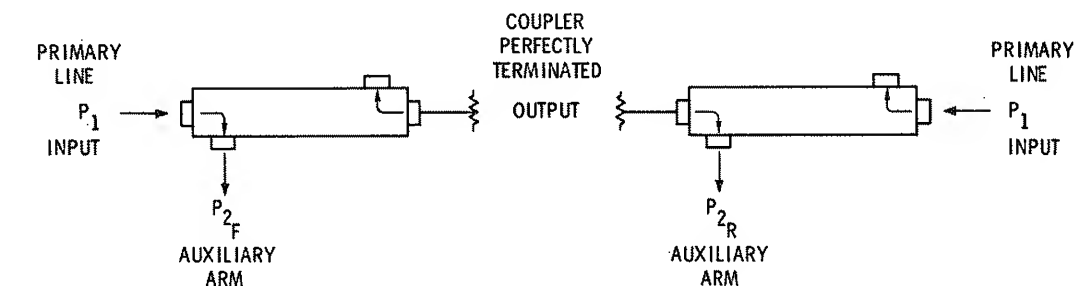 PRIMARY
LINE
P1
INPUT
P2F
AUXILIARY
ARM
COUPLER
PERFECTLY
TERMINATED
OUTPUT
PRIMARY
LINE
P1
INPUT
P2R
AUXILIARY
ARM